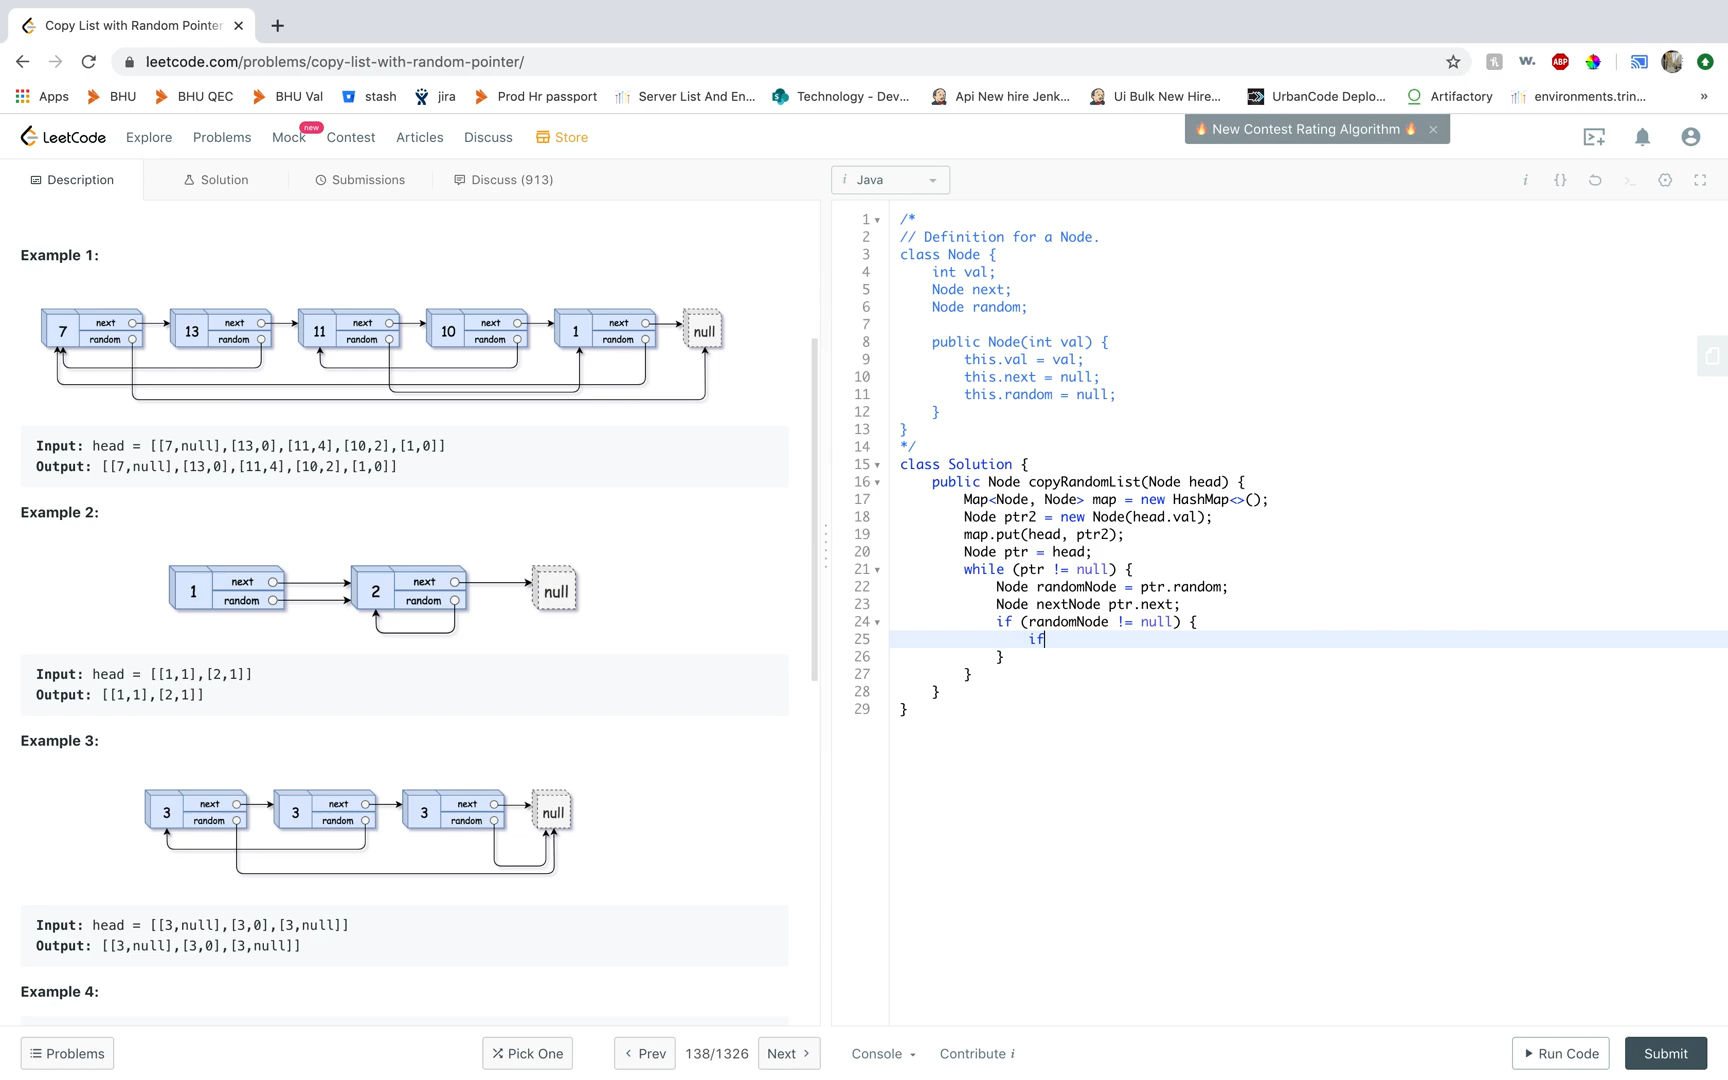 Copy List with Random Pointer
leetcode.com/problems/copy-list-with-random-pointer/
W. ABP
Apps BHU BHU QEC BHU Val stash jira Prod Hr passport Server List And En... Technology - Dev... Api New hire Jenk... Ui Bulk New Hire... UrbanCode Deplo... Artifactory environments.trin... »
LeetCode Explore Problems Mock new Contest Articles Discuss Store
🔥 New Contest Rating Algorithm 🔥 ×
Description Solution Submissions Discuss (913)
i Java
i {}
Example 1:
7 next random 13 next random 11 next random 10 next random 1 next random null
Input: head = [[7,null],[13,0],[11,4],[10,2],[1,0]]
Output: [[7,null],[13,0],[11,4],[10,2],[1,0]]
Example 2:
1 next random 2 next random null
Input: head = [[1,1],[2,1]]
Output: [[1,1],[2,1]]
Example 3:
3 next random 3 next random 3 next random null
Input: head = [[3,null],[3,0],[3,null]]
Output: [[3,null],[3,0],[3,null]]
Example 4:
1 /*
2 // Definition for a Node.
3 class Node {
4 int val;
5 Node next;
6 Node random;
7
8 public Node(int val) {
9 this.val = val;
10 this.next = null;
11 this.random = null;
12 }
13 }
14 */
15 class Solution {
16 public Node copyRandomList(Node head) {
17 Map<Node, Node> map = new HashMap<>();
18 Node ptr2 = new Node(head.val);
19 map.put(head, ptr2);
20 Node ptr = head;
21 while (ptr != null) {
22 Node randomNode = ptr.random;
23 Node nextNode ptr.next;
24 if (randomNode != null) {
25 if
26 }
27 }
28 }
29 }
Problems Pick One < Prev 138/1326 Next > Console Contribute i Run Code Submit